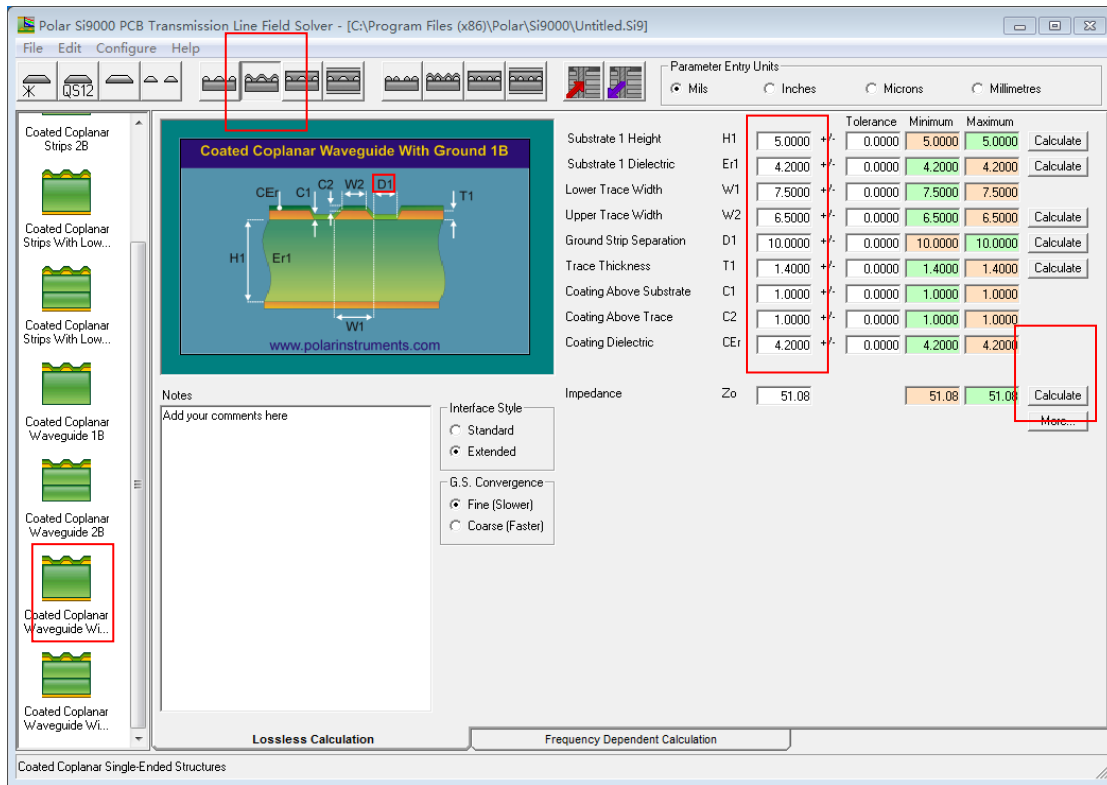 Polar Si9000 PCB Transmission Line Field Solver - [C:\Program Files (x86)\Polar\Si9000\Untitled.Si9]
File Edit Configure Help
QS12
Parameter Entry Units
Mils Inches Microns Millimetres
Coated Coplanar
Strips 2B
Coated Coplanar
Strips With Low...
Coated Coplanar
Strips With Low...
Coated Coplanar
Waveguide 1B
Coated Coplanar
Waveguide 2B
Coated Coplanar
Waveguide Wi...
Coated Coplanar
Waveguide Wi...
Coated Coplanar Waveguide With Ground 1B
CEr C1 C2 W2 D1 T1
H1 Er1
W1
www.polarinstruments.com
Tolerance Minimum Maximum
Substrate 1 Height H1 5.0000 +/- 0.0000 5.0000 5.0000 Calculate
Substrate 1 Dielectric Er1 4.2000 +/- 0.0000 4.2000 4.2000 Calculate
Lower Trace Width W1 7.5000 +/- 0.0000 7.5000 7.5000
Upper Trace Width W2 6.5000 +/- 0.0000 6.5000 6.5000 Calculate
Ground Strip Separation D1 10.0000 +/- 0.0000 10.0000 10.0000 Calculate
Trace Thickness T1 1.4000 +/- 0.0000 1.4000 1.4000 Calculate
Coating Above Substrate C1 1.0000 +/- 0.0000 1.0000 1.0000
Coating Above Trace C2 1.0000 +/- 0.0000 1.0000 1.0000
Coating Dielectric CEr 4.2000 +/- 0.0000 4.2000 4.2000
Impedance Zo 51.08 51.08 51.08 Calculate
More...
Notes
Add your comments here
Interface Style
Standard
Extended
G.S. Convergence
Fine (Slower)
Coarse (Faster)
Lossless Calculation
Frequency Dependent Calculation
Coated Coplanar Single-Ended Structures